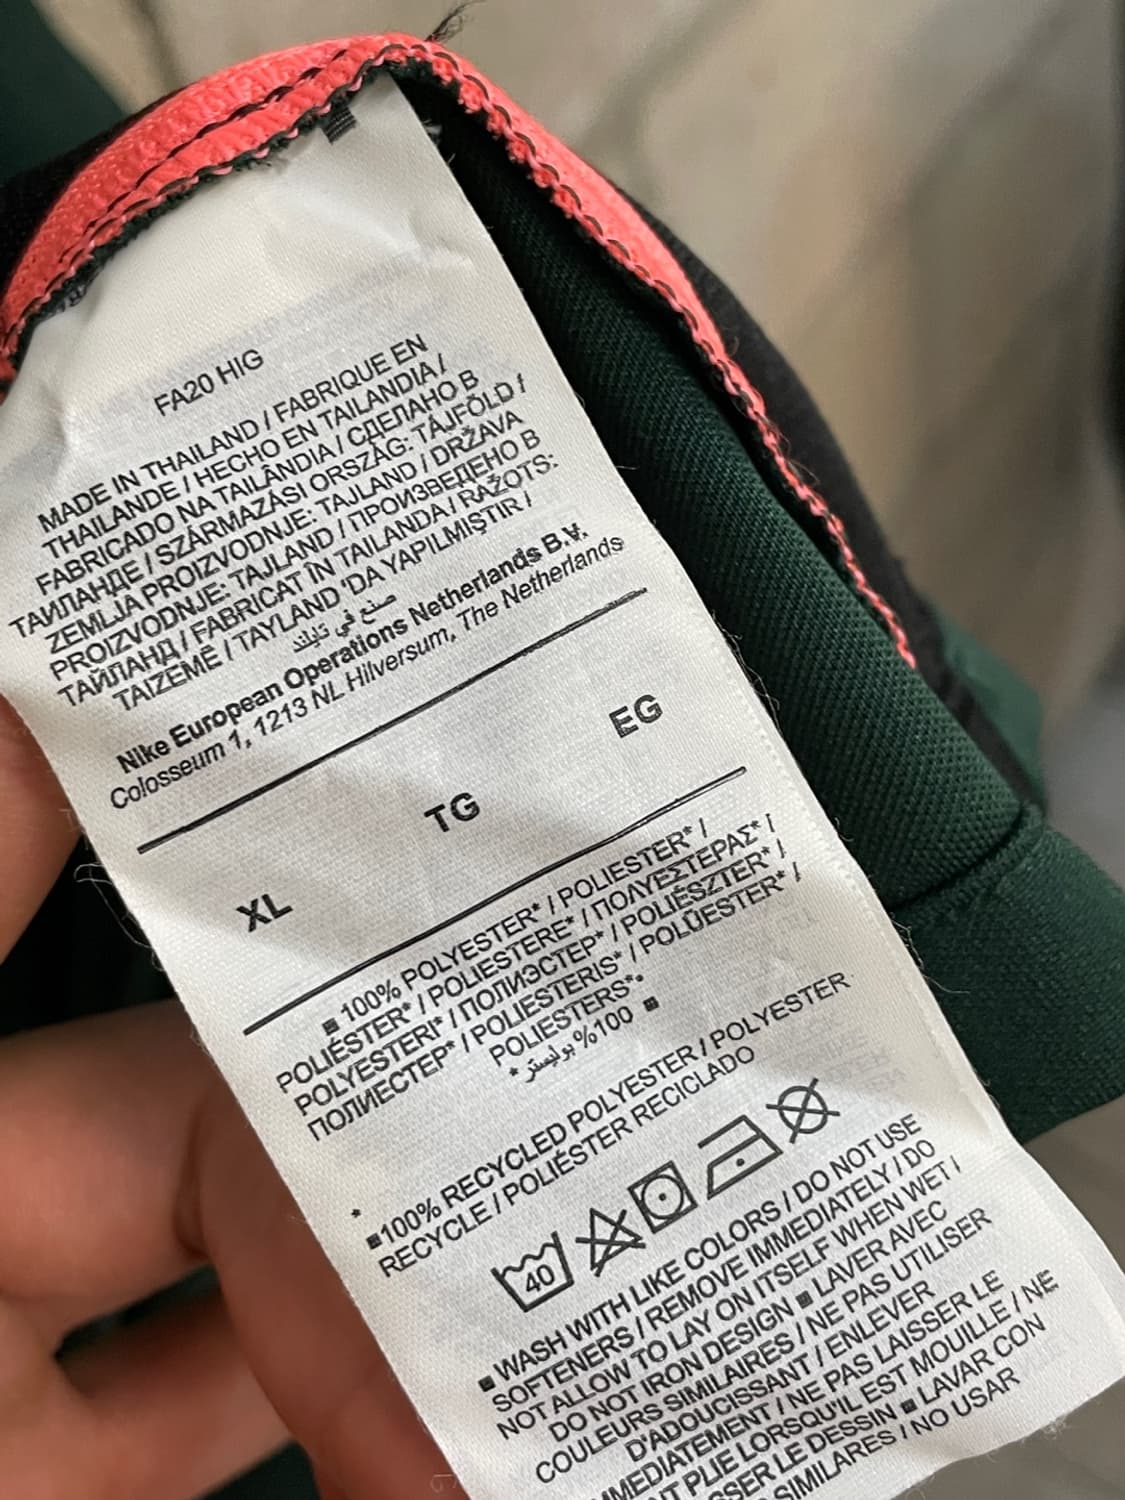 FA20 HIG
MADE IN THAILAND / FABRIQUE EN
THAILANDE / HECHO EN TAILANDIA /
FABRICADO NA TAILÂNDIA / СДЕЛАНО В
ТАИЛАНДЕ / SZÁRMAZÁSI ORSZÁG: TÁJFÖLD /
ZEMLJA PROIZVODNJE: TAJLAND / DRŽAVA
PROIZVODNJE: TAJLAND / ПРОИЗВЕДЕНО В
ТАЙЛАНД / FABRICAT ÎN TAILANDA / RAŽOTS:
TAIZEMĒ / TAYLAND 'DA YAPILMIŞTIR /
صنع في تايلند
Nike European Operations Netherlands B.V.
Colosseum 1, 1213 NL Hilversum, The Netherlands
XL TG EG
100% POLYESTER* / POLIESTER* /
POLIÉSTER* / POLIESTERE* / ΠΟΛΥΕΣΤΕΡΑΣ* /
POLYESTERI* / ПОЛИЭСТЕР* / POLIÉSZTER* /
ПОЛИЕСТЕР* / POLIESTERIS* / POLÜESTER* /
POLIESTERS*
100% بوليستر *
* 100% RECYCLED POLYESTER / POLYESTER
RECYCLE / POLIÉSTER RECICLADO
40
WASH WITH LIKE COLORS / DO NOT USE
SOFTENERS / REMOVE IMMEDIATELY / DO
NOT ALLOW TO LAY ON ITSELF WHEN WET /
DO NOT IRON DESIGN LAVER AVEC
COULEURS SIMILAIRES / NE PAS UTILISER
D'ADOUCISSANT / ENLEVER
IMMEDIATEMENT / NE PAS LAISSER LE
PLIE LORSQU'IL EST MOUILLE / NE
LE DESSIN LAVAR CON
SIMILARES / NO USAR